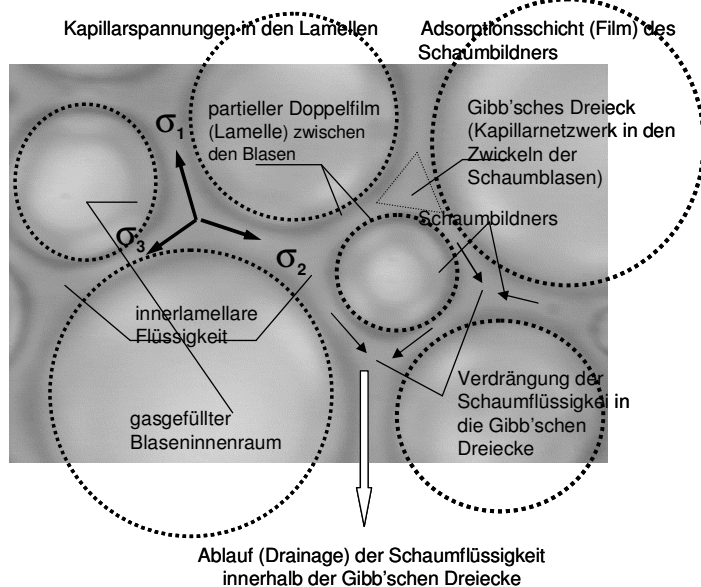 Kapillarspannungen in den Lamellen
Adsorptionsschicht (Film) des
Schaumbildners
partieller Doppelfilm
(Lamelle) zwischen
den Blasen
Gibb'sches Dreieck
(Kapillarnetzwerk in den
Zwickeln der
Schaumblasen)
σ1
σ3
σ2
Schaumbildners
innerlamellare
Flüssigkeit
gasgefüllter
Blaseninnenraum
Verdrängung der
Schaumflüssigkei in
die Gibb'schen
Dreiecke
Ablauf (Drainage) der Schaumflüssigkeit
innerhalb der Gibb'schen Dreiecke